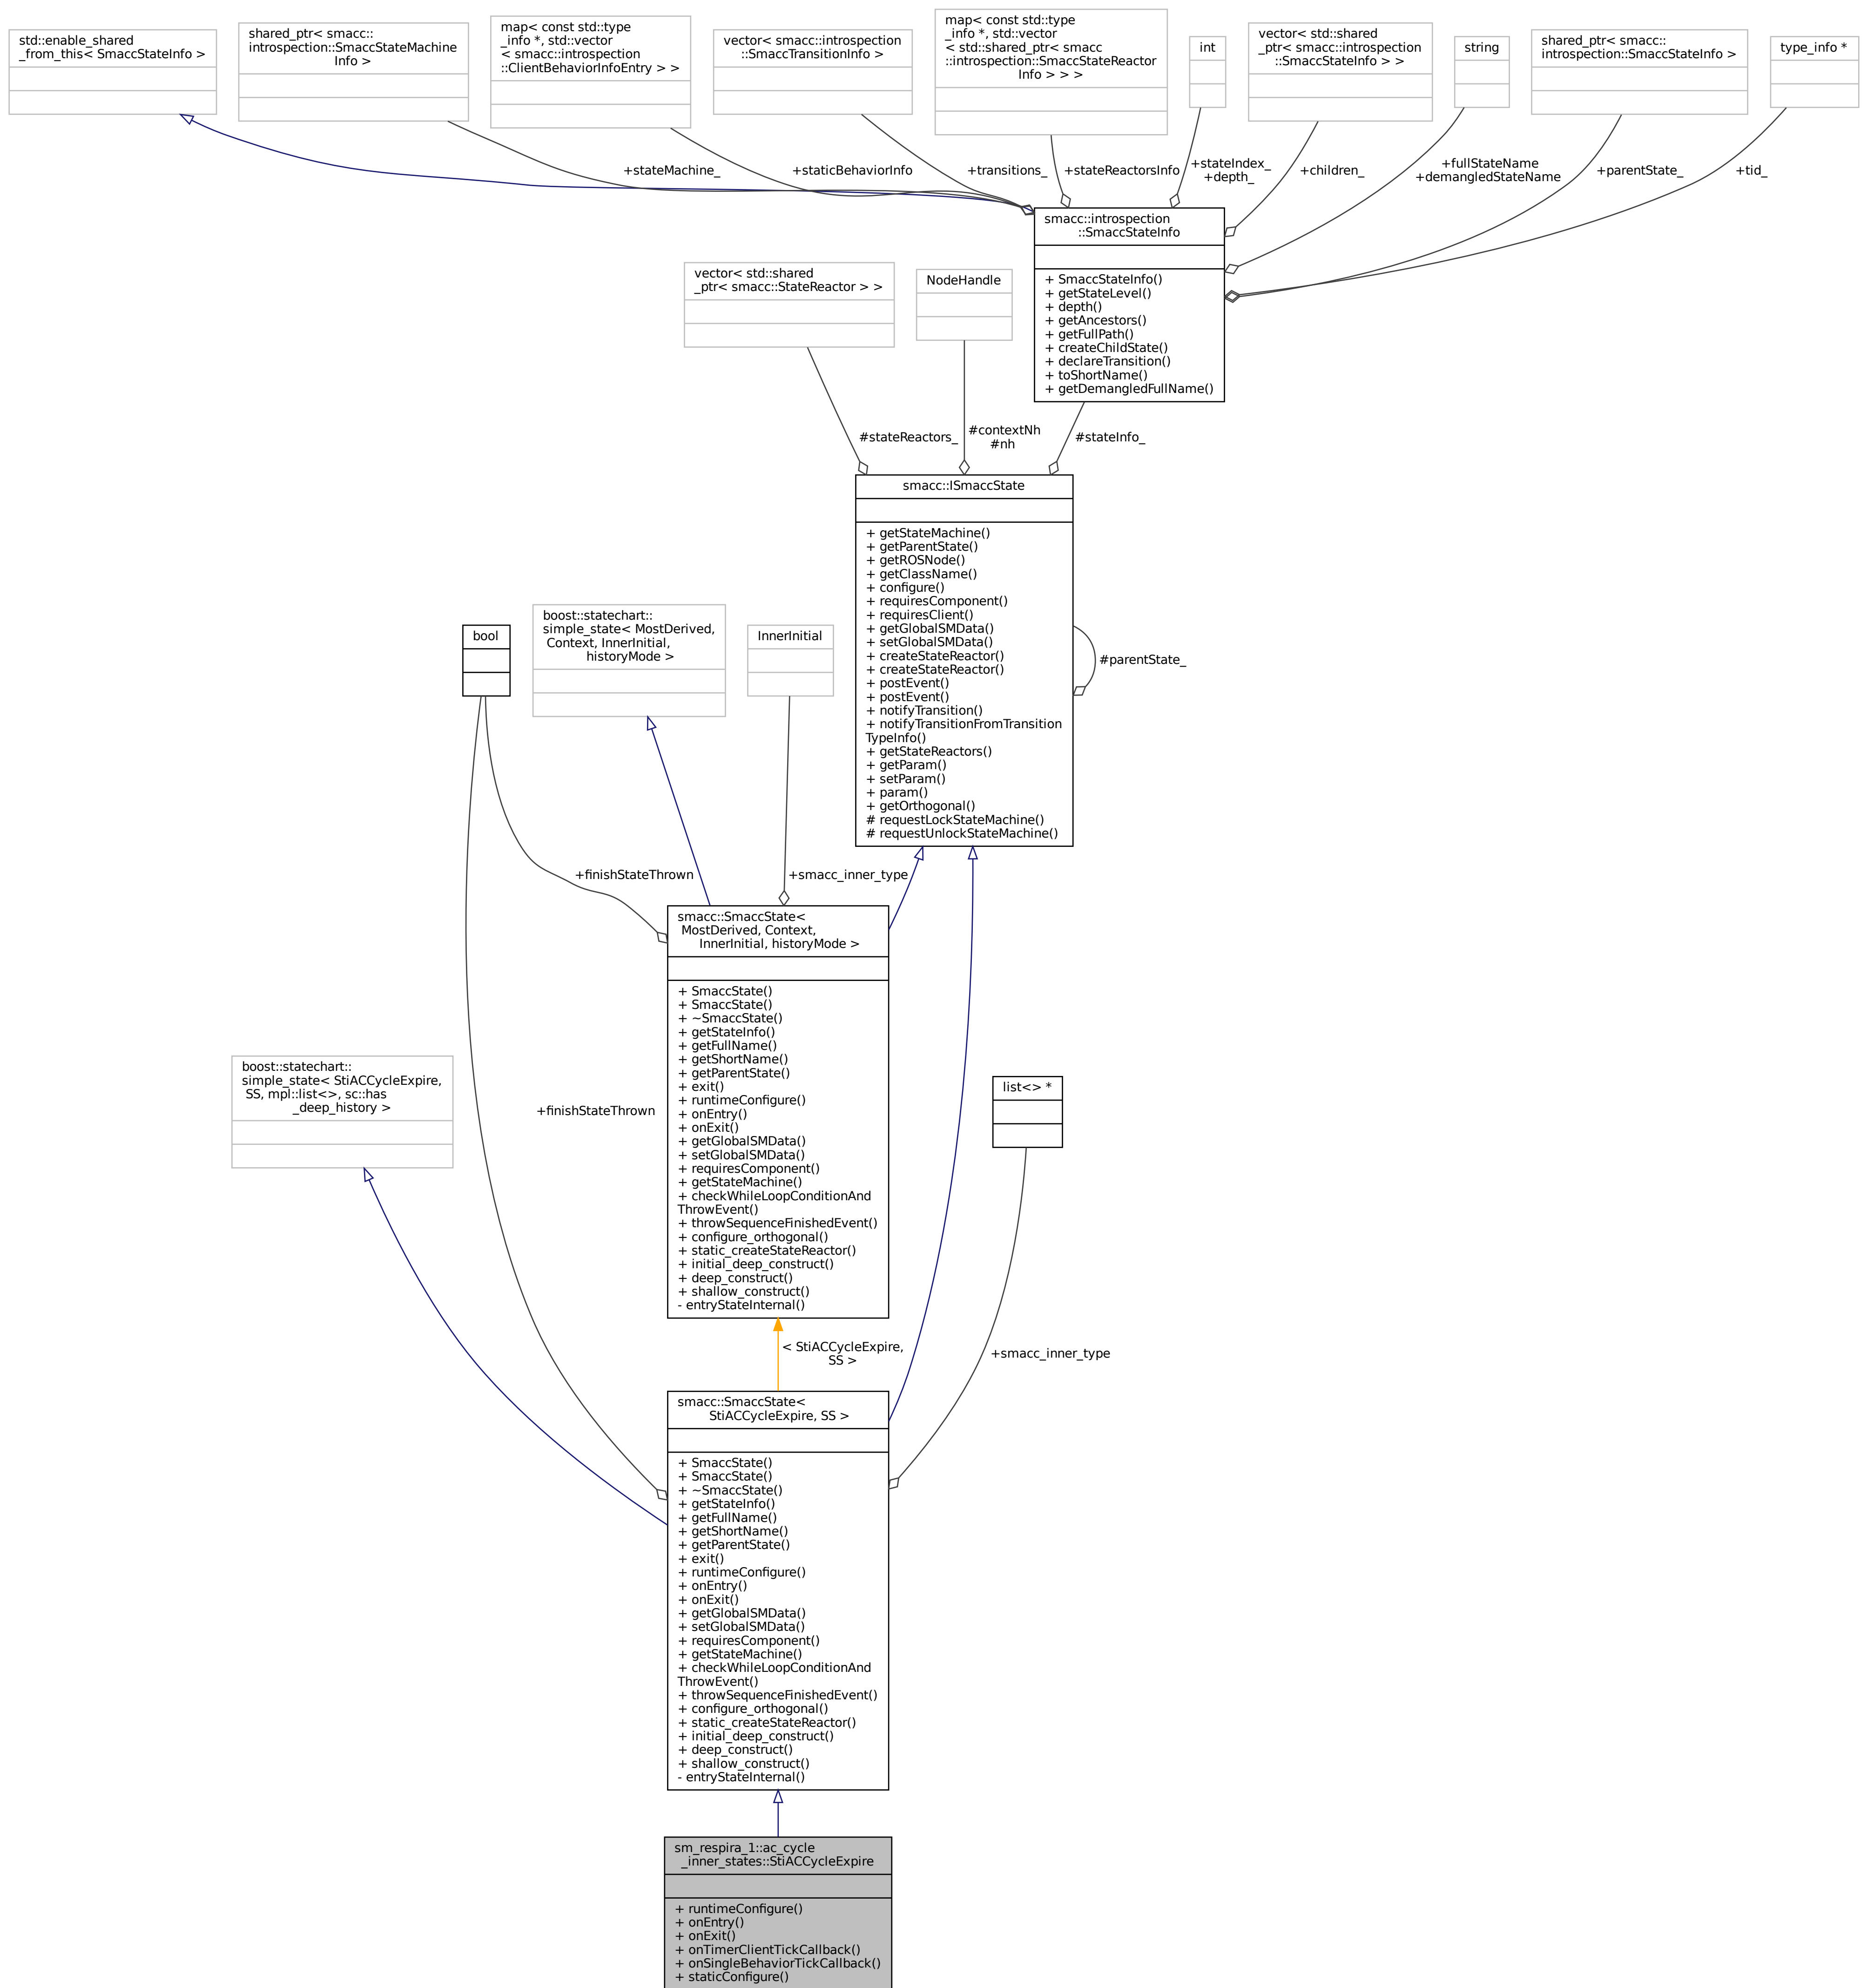 std::enable_shared
_from_this< SmaccStateInfo >
shared_ptr< smacc::
introspection::SmaccStateMachine
Info >
map< const std::type
_info *, std::vector
< smacc::introspection
::ClientBehaviorInfoEntry > >
vector< smacc::introspection
::SmaccTransitionInfo >
map< const std::type
_info *, std::vector
< std::shared_ptr< smacc
::introspection::SmaccStateReactor
Info > > >
int
vector< std::shared
_ptr< smacc::introspection
::SmaccStateInfo > >
string
shared_ptr< smacc::
introspection::SmaccStateInfo >
type_info *
+stateMachine_
+staticBehaviorInfo
+transitions_
+stateReactorsInfo
+stateIndex_
+depth_
+children_
+fullStateName
+demangledStateName
+parentState_
+tid_
smacc::introspection
::SmaccStateInfo
+ SmaccStateInfo()
+ getStateLevel()
+ depth()
+ getAncestors()
+ getFullPath()
+ createChildState()
+ declareTransition()
+ toShortName()
+ getDemangledFullName()
vector< std::shared
_ptr< smacc::StateReactor > >
NodeHandle
#stateReactors_
#contextNh
#nh
#stateInfo_
smacc::ISmaccState
+ getStateMachine()
+ getParentState()
+ getROSNode()
+ getClassName()
+ configure()
+ requiresComponent()
+ requiresClient()
+ getGlobalSMData()
+ setGlobalSMData()
+ createStateReactor()
+ createStateReactor()
+ postEvent()
+ postEvent()
+ notifyTransition()
+ notifyTransitionFromTransition
TypeInfo()
+ getStateReactors()
+ getParam()
+ setParam()
+ param()
+ getOrthogonal()
# requestLockStateMachine()
# requestUnlockStateMachine()
#parentState_
bool
boost::statechart::
simple_state< MostDerived,
Context, InnerInitial,
historyMode >
InnerInitial
+finishStateThrown
+smacc_inner_type
smacc::SmaccState<
MostDerived, Context,
InnerInitial, historyMode >
+ SmaccState()
+ SmaccState()
+ ~SmaccState()
+ getStateInfo()
+ getFullName()
+ getShortName()
+ getParentState()
+ exit()
+ runtimeConfigure()
+ onEntry()
+ onExit()
+ getGlobalSMData()
+ setGlobalSMData()
+ requiresComponent()
+ getStateMachine()
+ checkWhileLoopConditionAnd
ThrowEvent()
+ throwSequenceFinishedEvent()
+ configure_orthogonal()
+ static_createStateReactor()
+ initial_deep_construct()
+ deep_construct()
+ shallow_construct()
- entryStateInternal()
boost::statechart::
simple_state< StiACCycleExpire,
SS, mpl::list<>, sc::has
_deep_history >
+finishStateThrown
list<> *
< StiACCycleExpire,
SS >
+smacc_inner_type
smacc::SmaccState<
StiACCycleExpire, SS >
+ SmaccState()
+ SmaccState()
+ ~SmaccState()
+ getStateInfo()
+ getFullName()
+ getShortName()
+ getParentState()
+ exit()
+ runtimeConfigure()
+ onEntry()
+ onExit()
+ getGlobalSMData()
+ setGlobalSMData()
+ requiresComponent()
+ getStateMachine()
+ checkWhileLoopConditionAnd
ThrowEvent()
+ throwSequenceFinishedEvent()
+ configure_orthogonal()
+ static_createStateReactor()
+ initial_deep_construct()
+ deep_construct()
+ shallow_construct()
- entryStateInternal()
sm_respira_1::ac_cycle
_inner_states::StiACCycleExpire
+ runtimeConfigure()
+ onEntry()
+ onExit()
+ onTimerClientTickCallback()
+ onSingleBehaviorTickCallback()
+ staticConfigure()